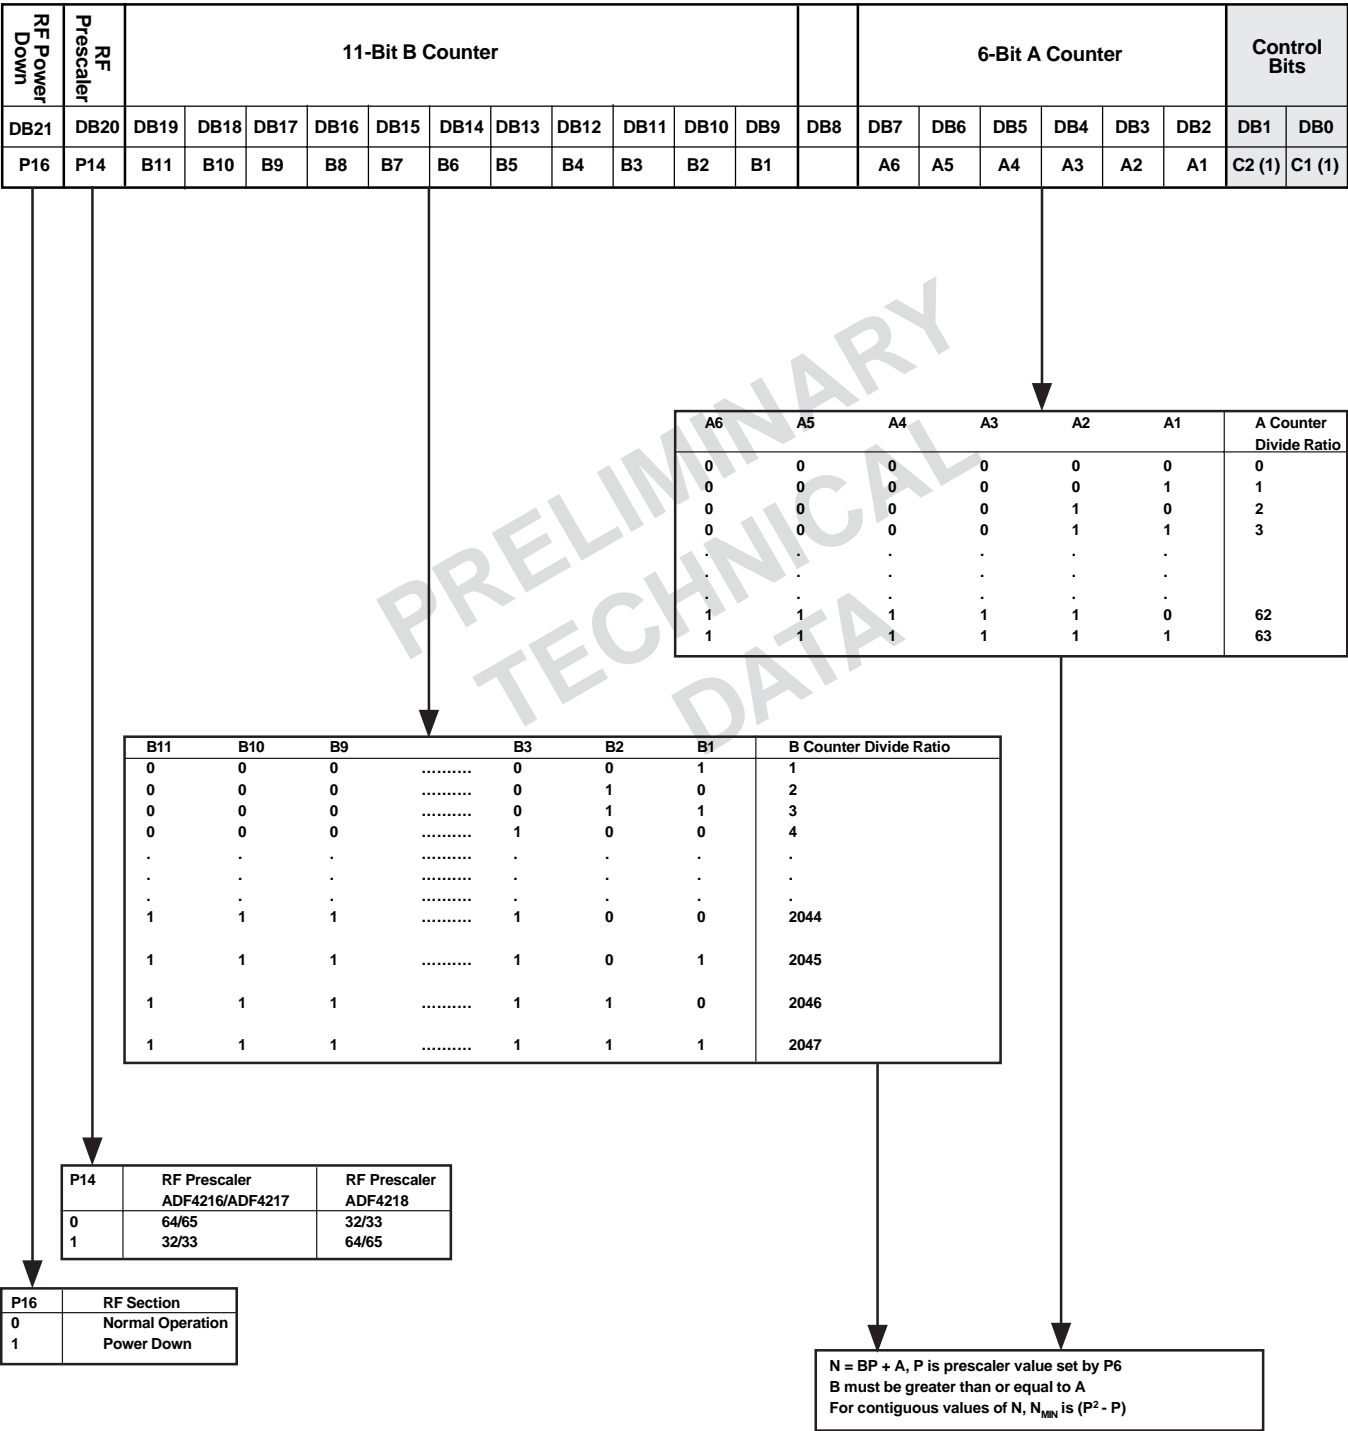 RF Power Down
RF Prescaler
11-Bit B Counter
6-Bit A Counter
Control Bits
DB21 DB20 DB19 DB18 DB17 DB16 DB15 DB14 DB13 DB12 DB11 DB10 DB9 DB8 DB7 DB6 DB5 DB4 DB3 DB2 DB1 DB0
P16 P14 B11 B10 B9 B8 B7 B6 B5 B4 B3 B2 B1 A6 A5 A4 A3 A2 A1 C2 (1) C1 (1)
PRELIMINARY
TECHNICAL
DATA
A6 A5 A4 A3 A2 A1 A Counter
Divide Ratio
0 0 0 0 0 0 0
0 0 0 0 0 1 1
0 0 0 0 1 0 2
0 0 0 0 1 1 3
. . . . . .
. . . . . .
. . . . . .
1 1 1 1 1 0 62
1 1 1 1 1 1 63
B11 B10 B9 B3 B2 B1 B Counter Divide Ratio
0 0 0 .......... 0 0 1 1
0 0 0 .......... 0 1 0 2
0 0 0 .......... 0 1 1 3
0 0 0 .......... 1 0 0 4
. . . .......... . . . .
. . . .......... . . . .
. . . .......... . . . .
1 1 1 .......... 1 0 0 2044
1 1 1 .......... 1 0 1 2045
1 1 1 .......... 1 1 0 2046
1 1 1 .......... 1 1 1 2047
P14 RF Prescaler RF Prescaler
ADF4216/ADF4217 ADF4218
0 64/65 32/33
1 32/33 64/65
P16 RF Section
0 Normal Operation
1 Power Down
N = BP + A, P is prescaler value set by P6
B must be greater than or equal to A
For contiguous values of N, N_MIN is (P² - P)